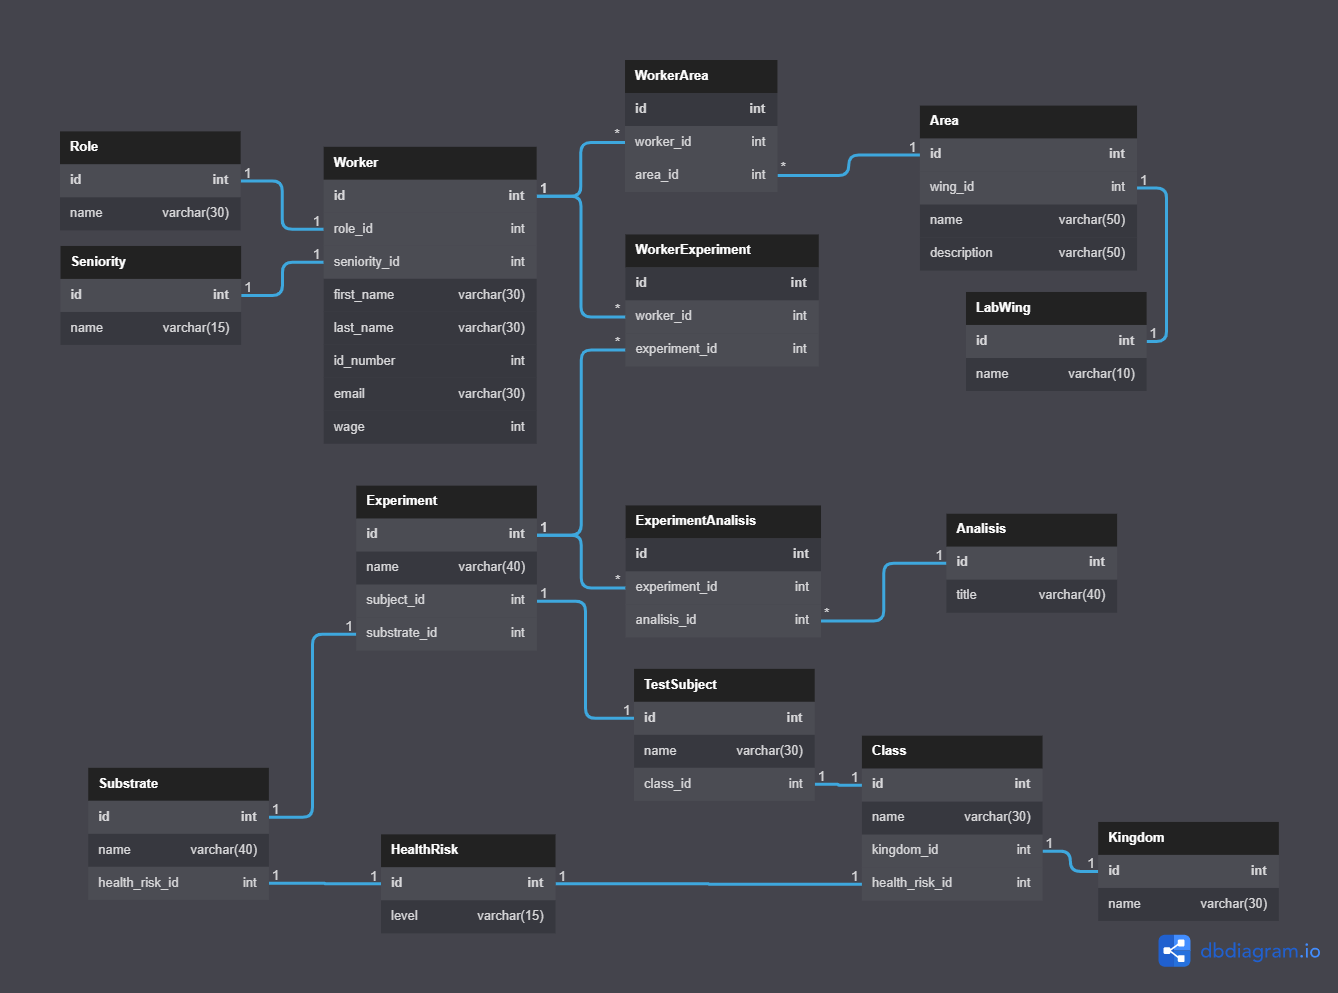 WorkerArea
id int
* worker_id int
area_id int *
Area
1 id int
wing_id int 1
name varchar(50)
description varchar(50)
Role
id int 1
name varchar(30)
Worker
id int 1
1 role_id int
1 seniority_id int
first_name varchar(30)
last_name varchar(30)
id_number int
email varchar(30)
wage int
Seniority
id int 1
name varchar(15)
WorkerExperiment
id int
* worker_id int
* experiment_id int
LabWing
id int 1
name varchar(10)
Experiment
id int 1
name varchar(40)
subject_id int 1
1 substrate_id int
ExperimentAnalisis
id int
* experiment_id int
analisis_id int *
Analisis
1 id int
title varchar(40)
TestSubject
1 id int
name varchar(30)
class_id int 1
Class
1 id int
name varchar(30)
kingdom_id int 1
1 health_risk_id int
Substrate
id int 1
name varchar(40)
health_risk_id int 1
HealthRisk
1 id int 1
level varchar(15)
Kingdom
1 id int
name varchar(30)
dbdiagram.io